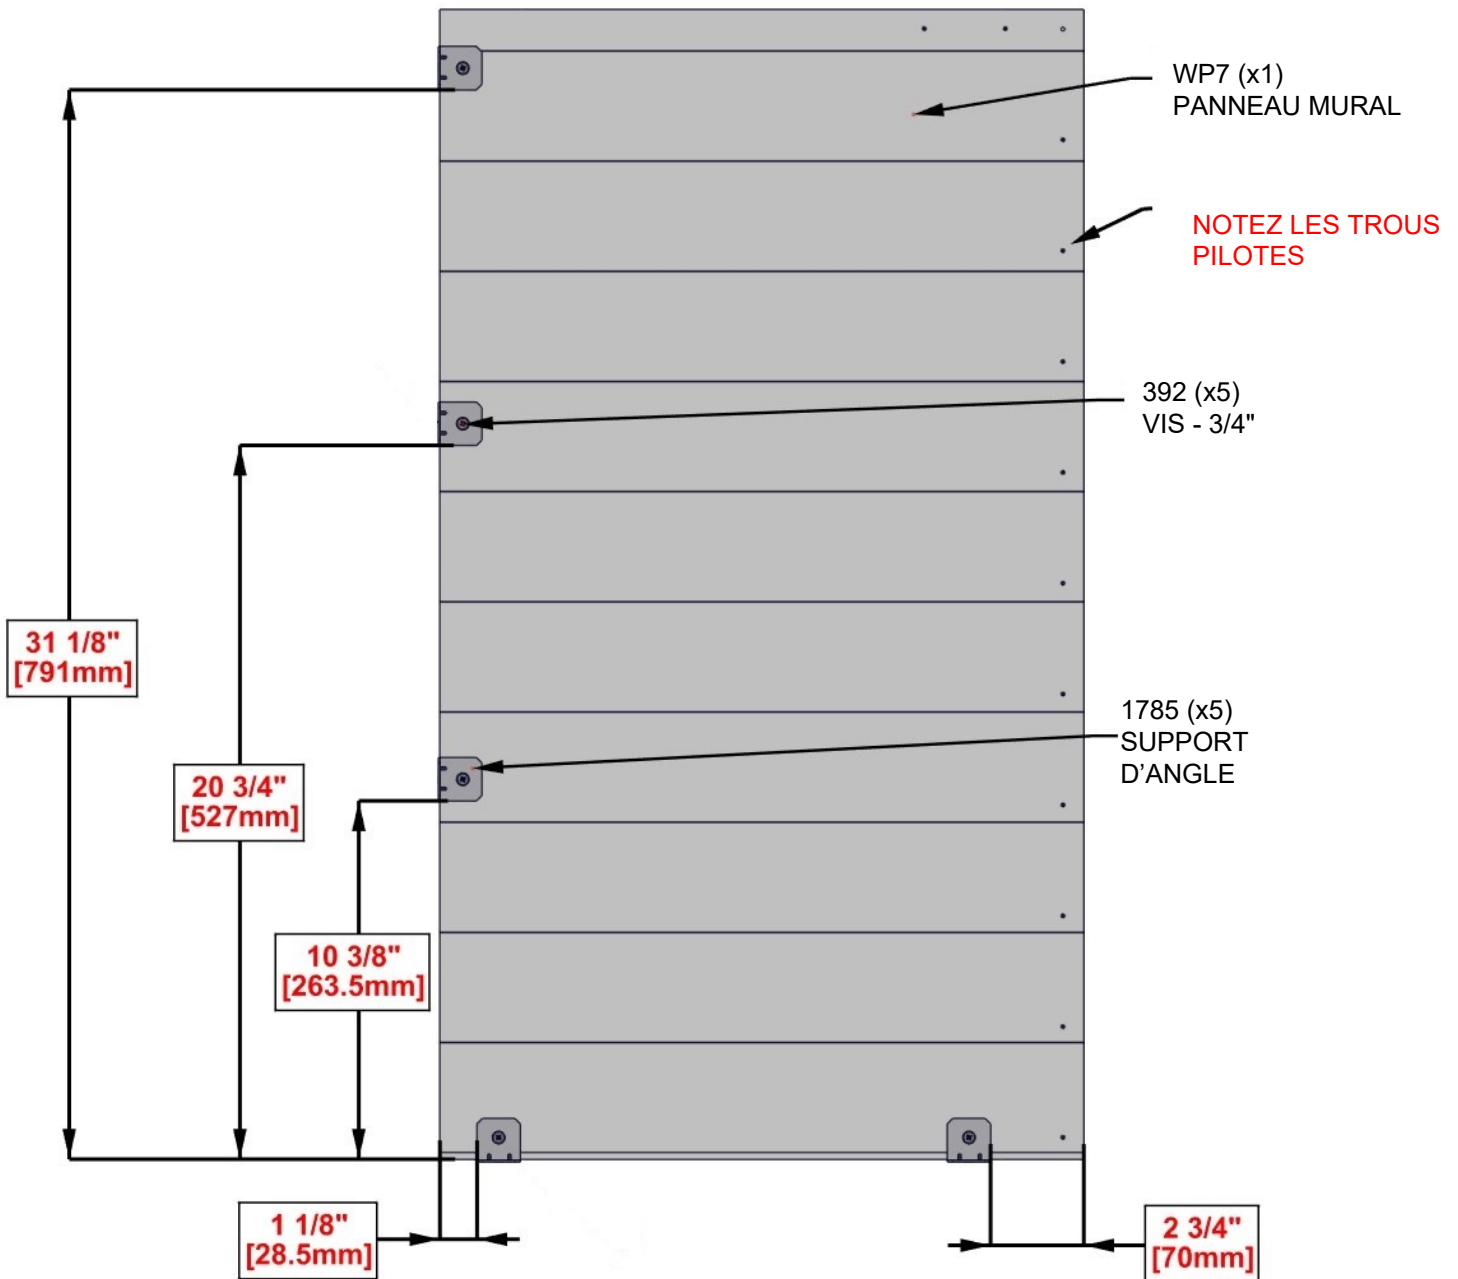 WP7 (x1)
PANNEAU MURAL
NOTEZ LES TROUS
PILOTES
392 (x5)
VIS - 3/4"
31 1/8"
[791mm]
1785 (x5)
SUPPORT
D’ANGLE
20 3/4"
[527mm]
10 3/8"
[263.5mm]
1 1/8"
[28.5mm]
2 3/4"
[70mm]